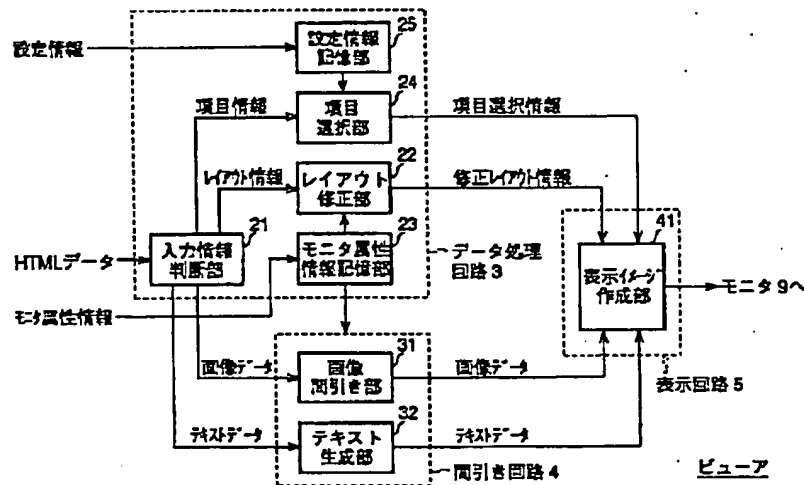 設定情報
25
設定情報
記憶部
24
項目情報
項目
選択部
項目選択情報
22
レイアウト情報
レイアウト
修正部
修正レイアウト情報
21
23
41
HTMLデータ
入力情報
判断部
モニタ属性
情報記憶部
データ処理
回路3
表示イメージ
作成部
モニタ9へ
モニタ属性情報
31
画像データ
画像
間引き部
画像データ
表示回路5
32
テキストデータ
テキスト
生成部
テキストデータ
間引き回路4
ビューア